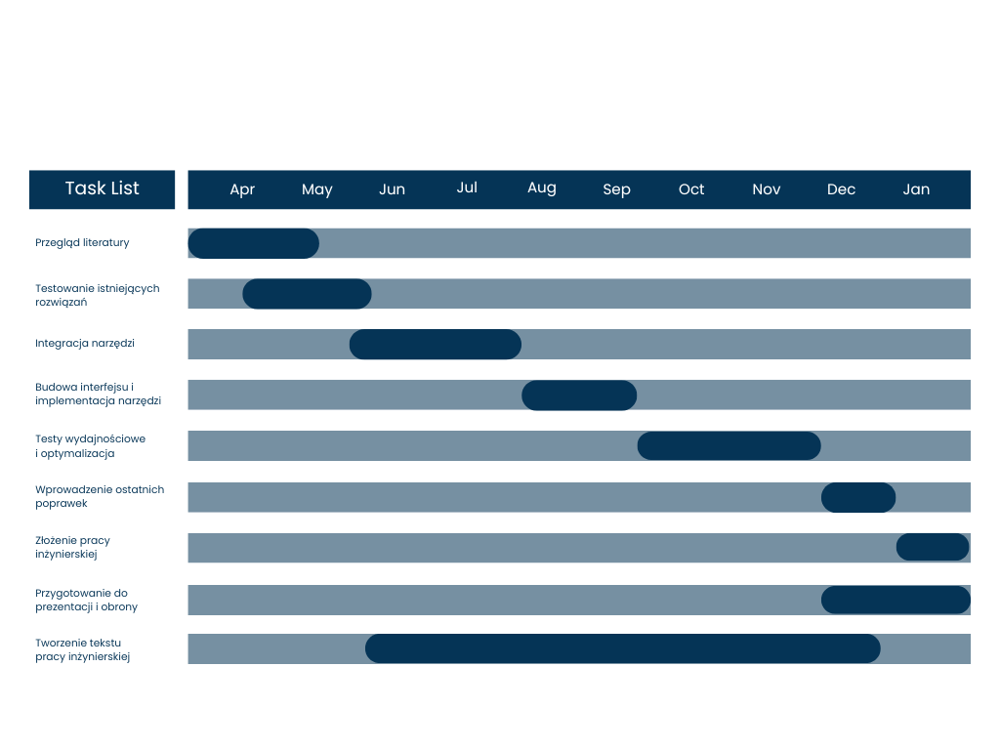 Task List
Apr May Jun Jul Aug Sep Oct Nov Dec Jan
Przegląd literatury
Testowanie istniejących
rozwiązań
Integracja narzędzi
Budowa interfejsu i
implementacja narzędzi
Testy wydajnościowe
i optymalizacja
Wprowadzenie ostatnich
poprawek
Złożenie pracy
inżynierskiej
Przygotowanie do
prezentacji i obrony
Tworzenie tekstu
pracy inżynierskiej